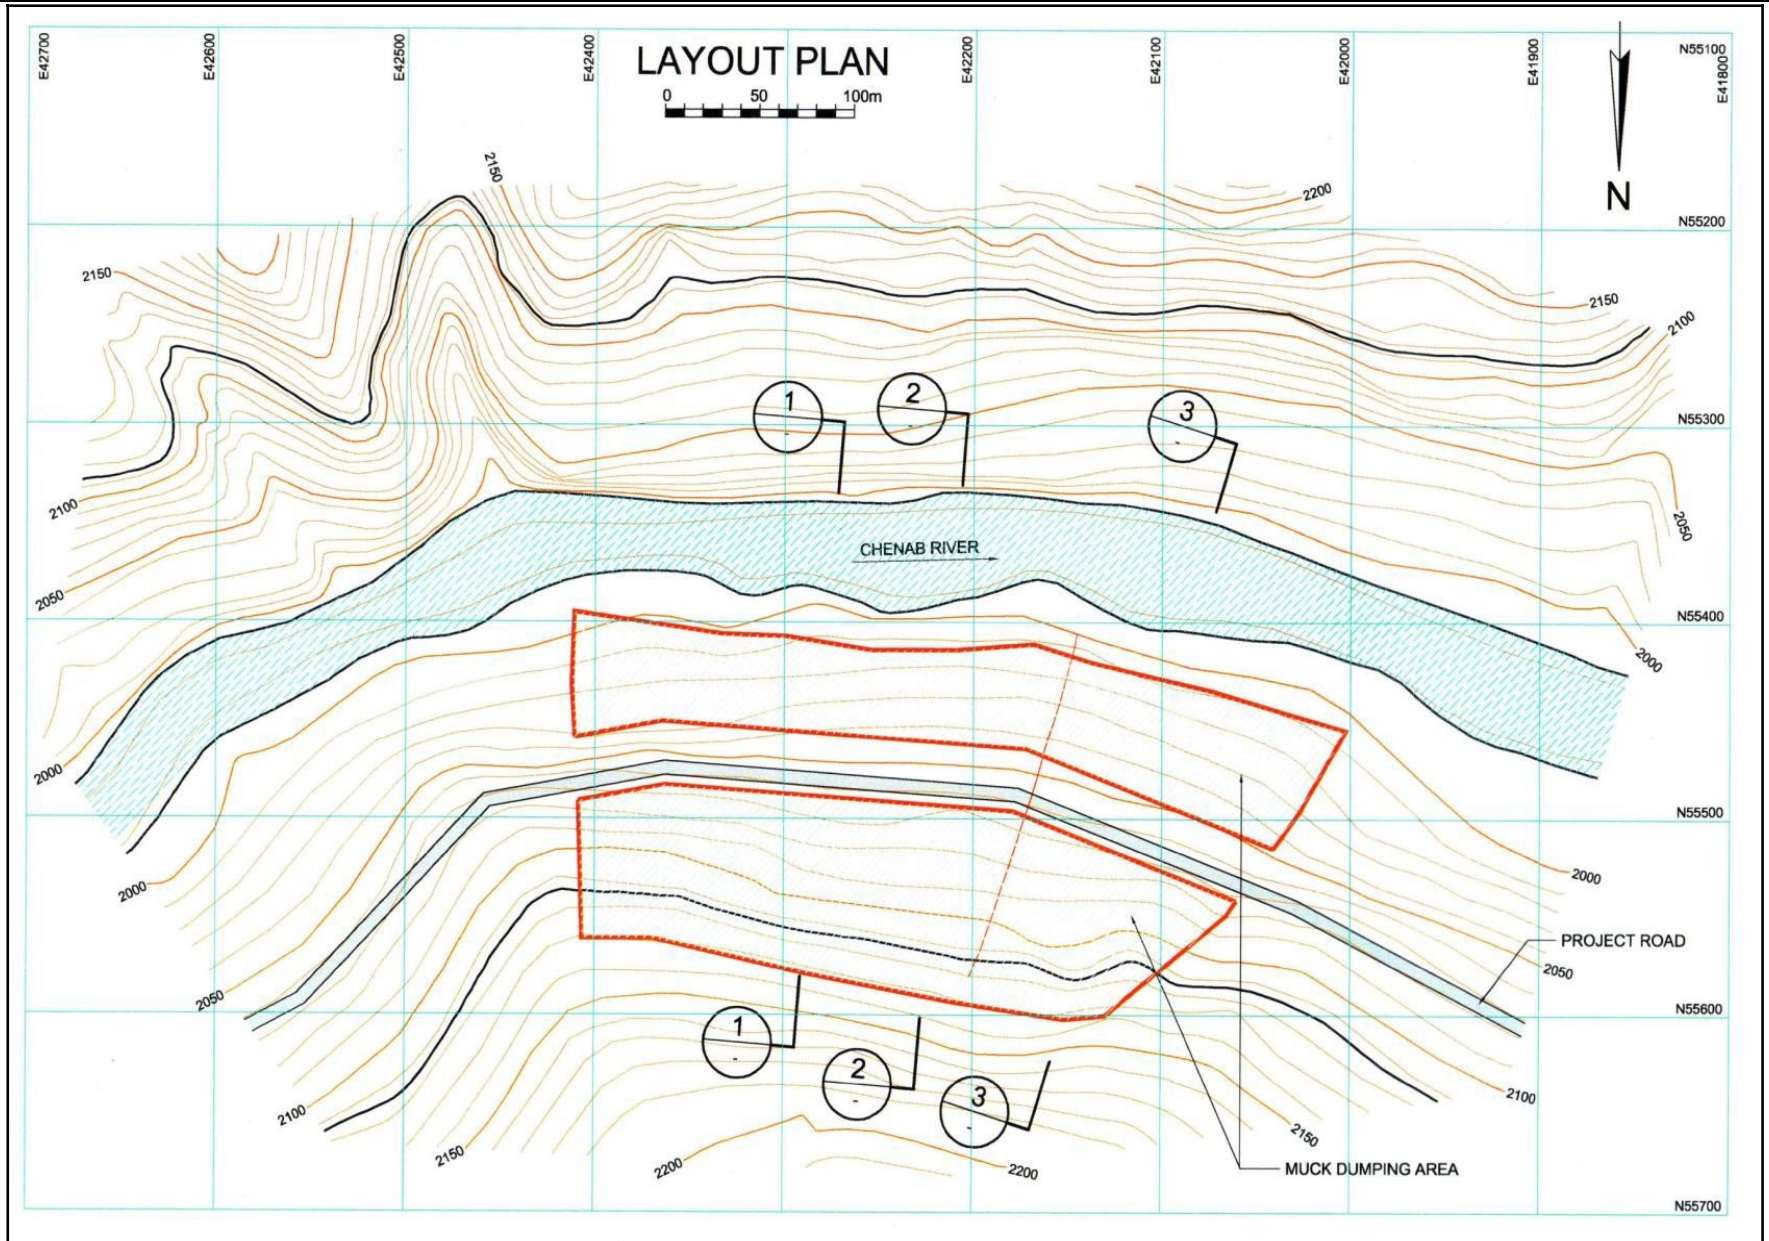 E42700
E42600
E42500
E42400
E42200
E42100
E42000
E41900
E41800
N55100
LAYOUT PLAN
0 50 100m
N
2150
2200
N55200
2150
2150
2100
1
-
2
-
3
-
N55300
2100
2050
CHENAB RIVER
2050
N55400
2000
2000
N55500
2000
2000
PROJECT ROAD
2050
2050
N55600
1
-
2
-
3
-
2100
2100
2150
2150
2200
2200
MUCK DUMPING AREA
N55700